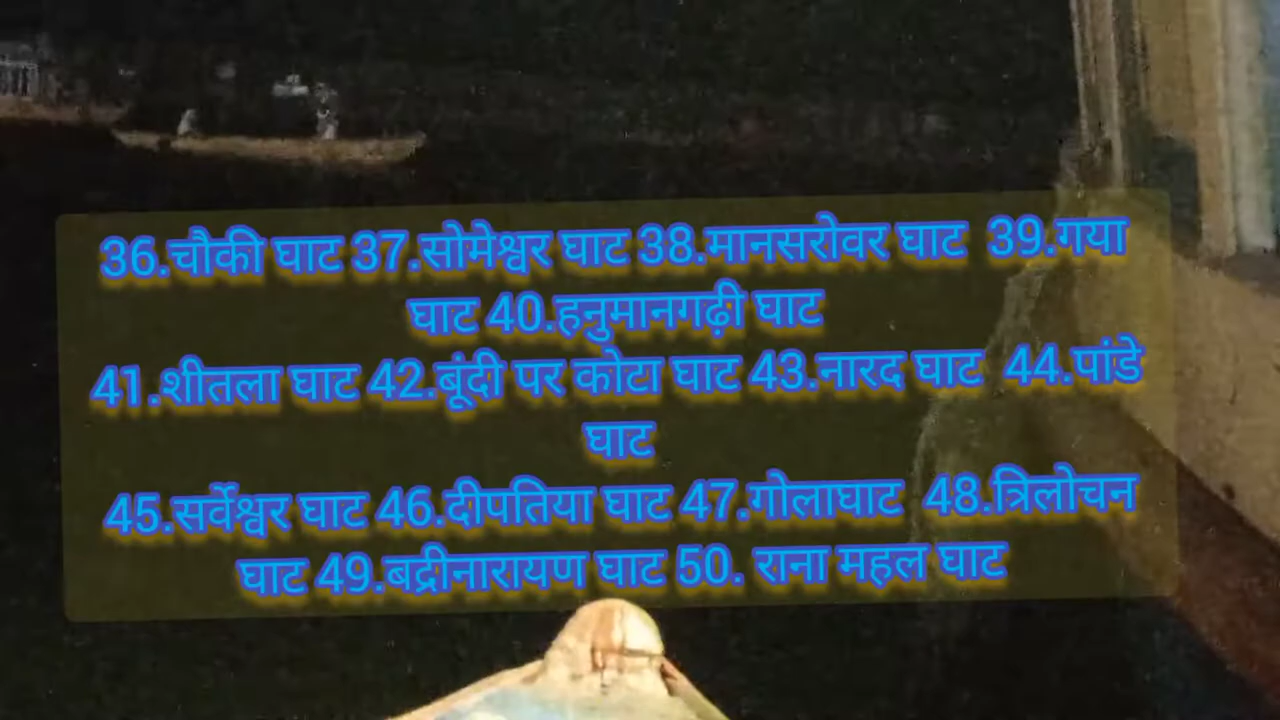 36.चौकी घाट 37.सोमेश्वर घाट 38.मानसरोवर घाट 39.गया
घाट 40.हनुमानगढ़ी घाट
41.शीतला घाट 42.बूंदी पर कोटा घाट 43.नारद घाट 44.पांडे
घाट
45.सर्वेश्वर घाट 46.दीपतिया घाट 47.गोलाघाट 48.त्रिलोचन
घाट 49.बद्रीनारायण घाट 50. राना महल घाट